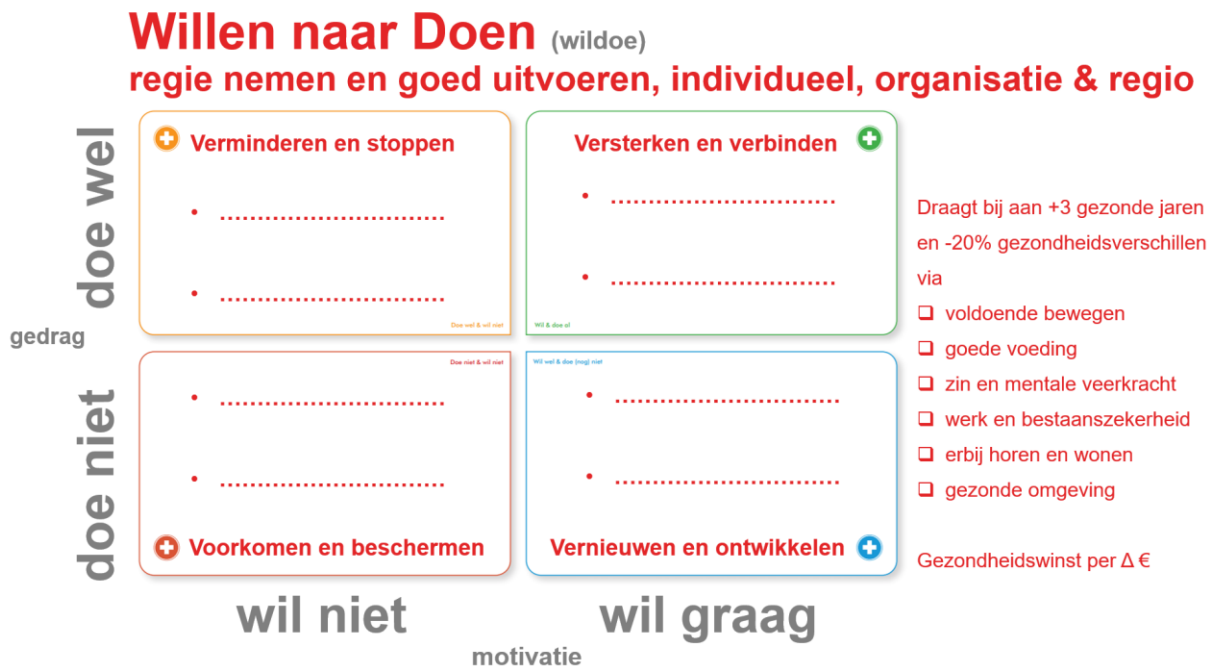 Willen naar Doen (wildoe)
regie nemen en goed uitvoeren, individueel, organisatie & regio
doe wel
gedrag
doe niet
Verminderen en stoppen
• ..............................
• ..............................
Doe wel & wil niet
Versterken en verbinden
• ..............................
• ..............................
Wil & doe al
Doe niet & wil niet
• ..............................
• ..............................
Voorkomen en beschermen
Wil wel & doe (nog) niet
• ..............................
• ..............................
Vernieuwen en ontwikkelen
wil niet
wil graag
motivatie
Draagt bij aan +3 gezonde jaren
en -20% gezondheidsverschillen
via
❑ voldoende bewegen
❑ goede voeding
❑ zin en mentale veerkracht
❑ werk en bestaanszekerheid
❑ erbij horen en wonen
❑ gezonde omgeving
Gezondheidswinst per Δ €